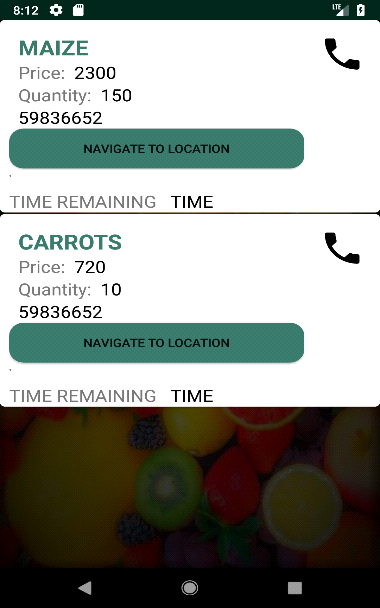 8:12 LTE
MAIZE
Price: 2300
Quantity: 150
59836652
NAVIGATE TO LOCATION
.
TIME REMAINING TIME
CARROTS
Price: 720
Quantity: 10
59836652
NAVIGATE TO LOCATION
.
TIME REMAINING TIME